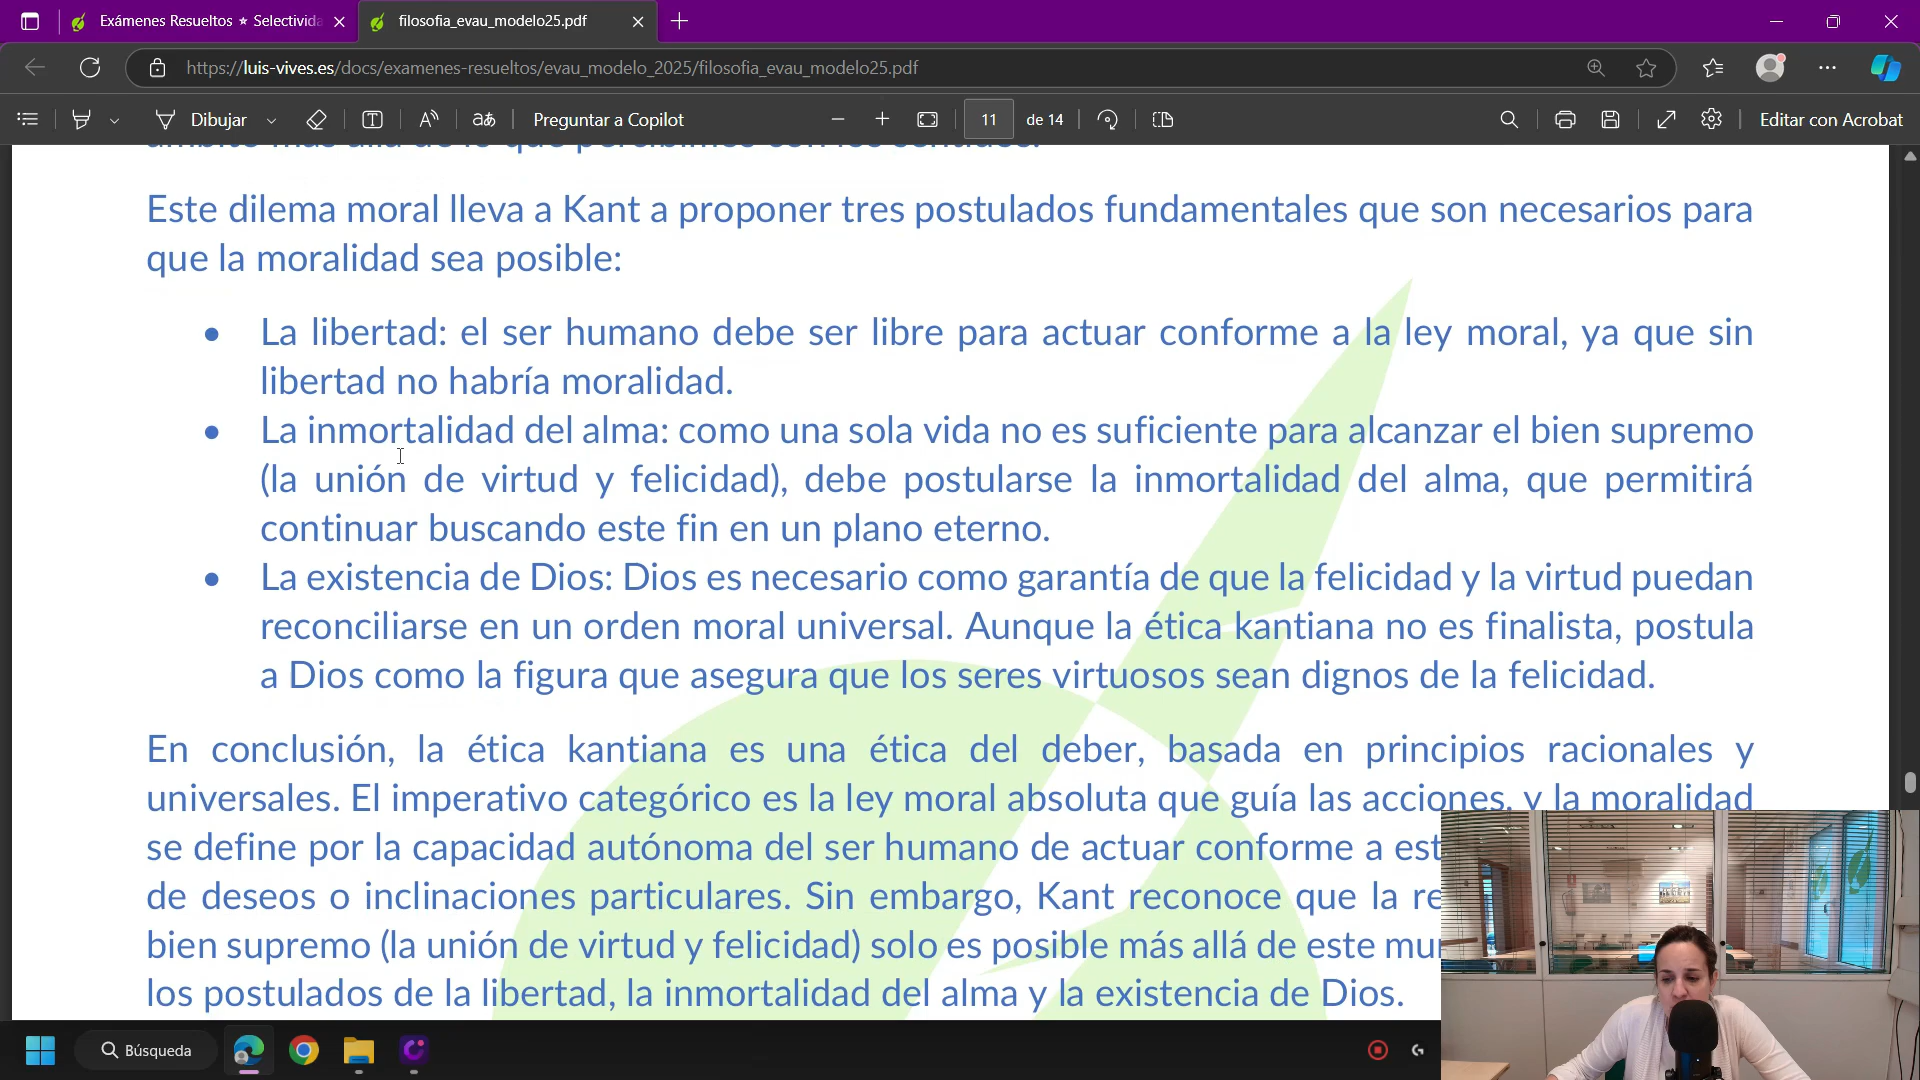 Exámenes Resueltos ⭑ Selectivida
filosofia_evau_modelo25.pdf
https://luis-vives.es/docs/examenes-resueltos/evau_modelo_2025/filosofia_evau_modelo25.pdf
Dibujar
Preguntar a Copilot
11 de 14
Editar con Acrobat
ámbito más allá de lo que percibimos con los sentidos.
Este dilema moral lleva a Kant a proponer tres postulados fundamentales que son necesarios para
que la moralidad sea posible:
• La libertad: el ser humano debe ser libre para actuar conforme a la ley moral, ya que sin
libertad no habría moralidad.
• La inmortalidad del alma: como una sola vida no es suficiente para alcanzar el bien supremo
(la unión de virtud y felicidad), debe postularse la inmortalidad del alma, que permitirá
continuar buscando este fin en un plano eterno.
• La existencia de Dios: Dios es necesario como garantía de que la felicidad y la virtud puedan
reconciliarse en un orden moral universal. Aunque la ética kantiana no es finalista, postula
a Dios como la figura que asegura que los seres virtuosos sean dignos de la felicidad.
En conclusión, la ética kantiana es una ética del deber, basada en principios racionales y
universales. El imperativo categórico es la ley moral absoluta que guía las acciones, y la moralidad
se define por la capacidad autónoma del ser humano de actuar conforme a est
de deseos o inclinaciones particulares. Sin embargo, Kant reconoce que la re
bien supremo (la unión de virtud y felicidad) solo es posible más allá de este mu
los postulados de la libertad, la inmortalidad del alma y la existencia de Dios.
Búsqueda